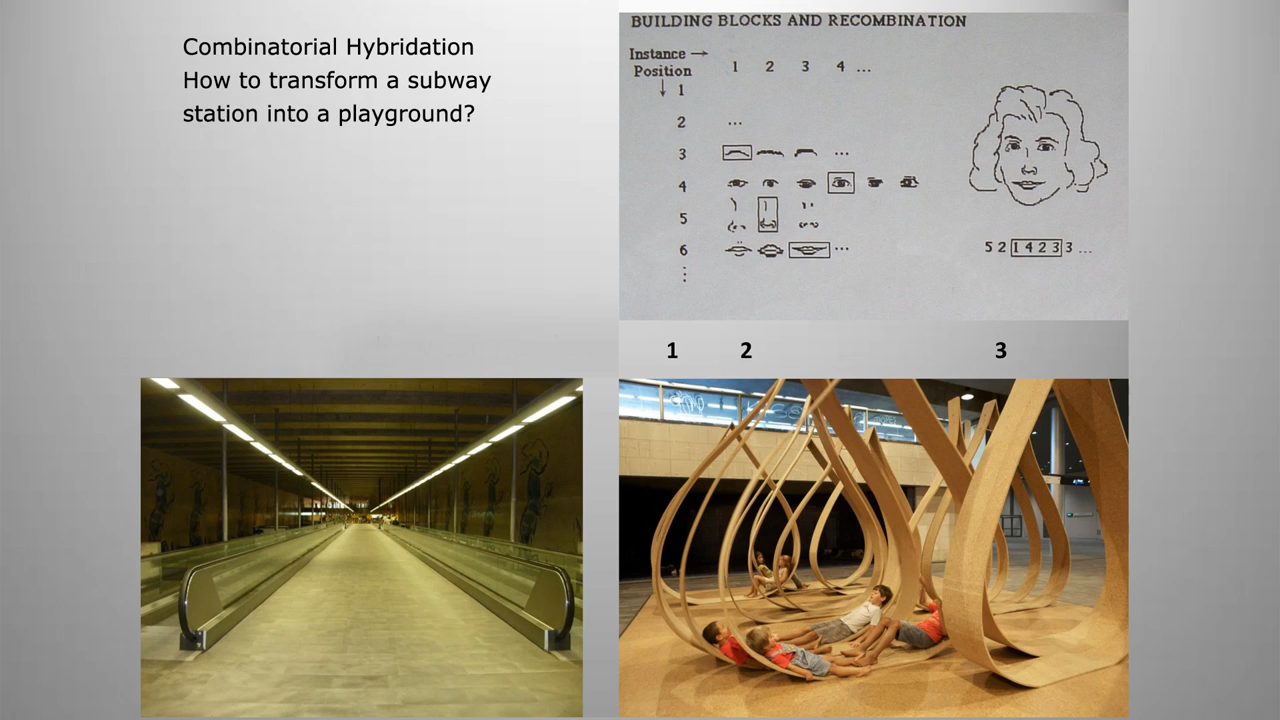 Combinatorial Hybridation
How to transform a subway
station into a playground?
BUILDING BLOCKS AND RECOMBINATION
Instance →
Position
1 2 3 4 ...
↓ 1
2 ...
3 ...
4
5
6 ...
5 2 1 4 2 3 3 ...
1 2 3